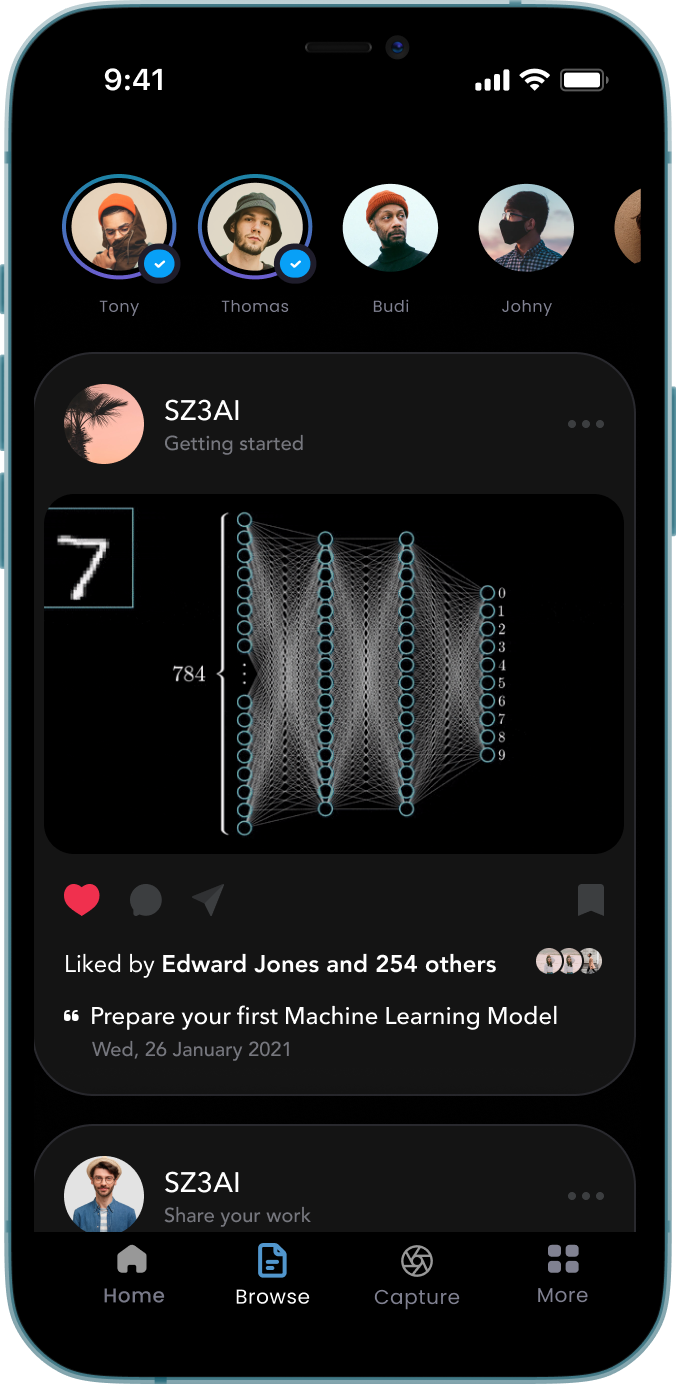 9:41
Tony
Thomas
Budi
Johny
SZ3AI
Getting started
7
784
0
1
2
3
4
5
6
7
8
9
Liked by Edward Jones and 254 others
“ Prepare your first Machine Learning Model
Wed, 26 January 2021
SZ3AI
Share your work
Home
Browse
Capture
More